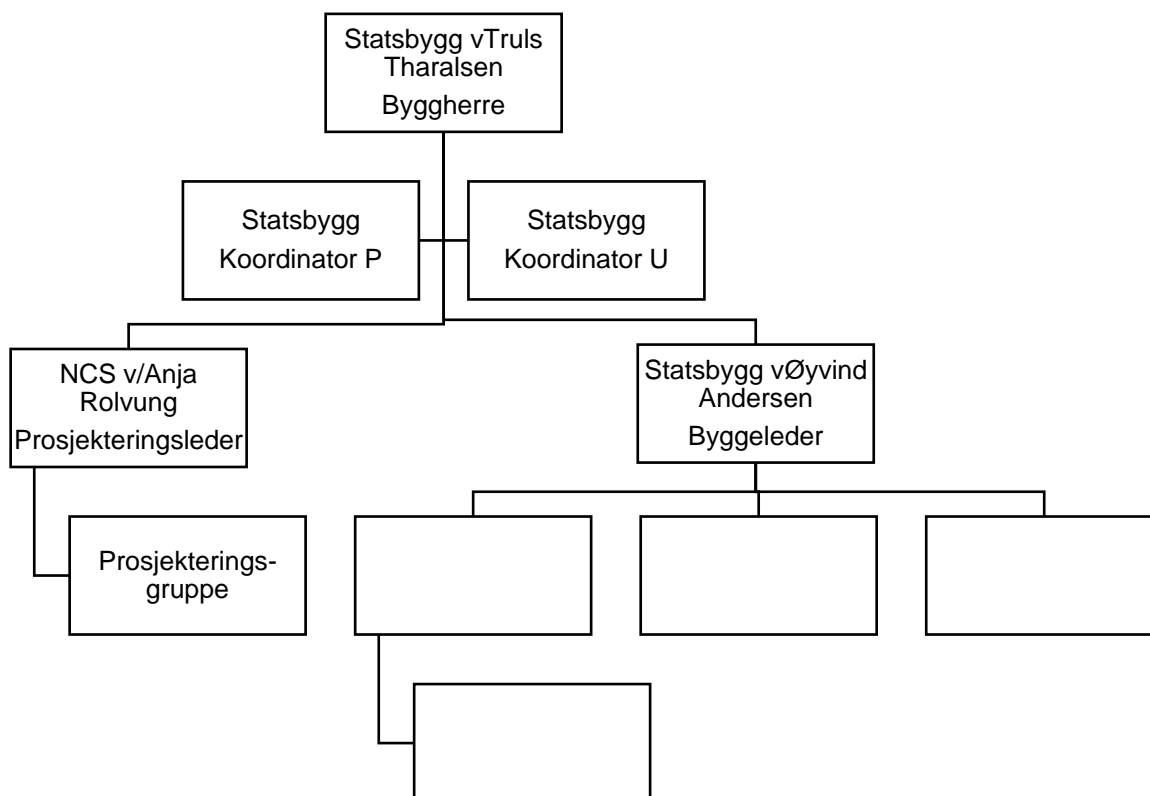 Statsbygg vTruls
Tharalsen
Byggherre
Statsbygg
Koordinator P
Statsbygg
Koordinator U
NCS v/Anja
Rolvung
Prosjekteringsleder
Statsbygg vØyvind
Andersen
Byggeleder
Prosjekterings-
gruppe